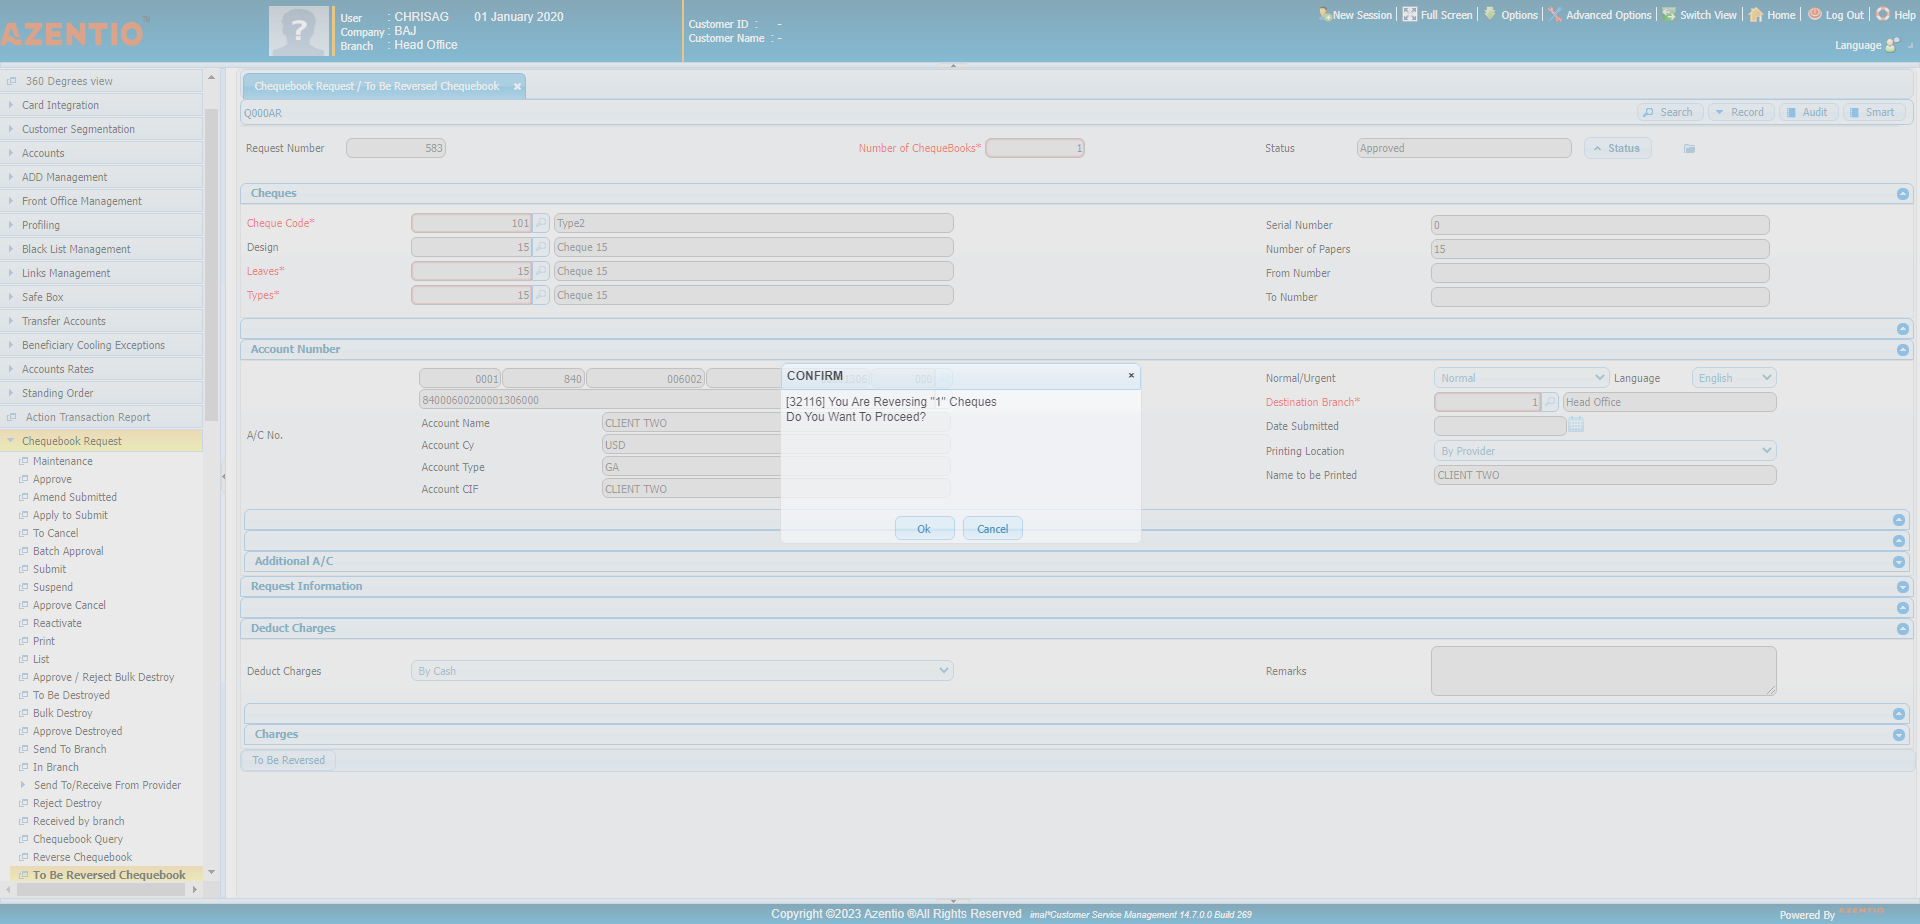 AZENTIO™
User : CHRISAG 01 January 2020
Company : BAJ
Branch : Head Office
Customer ID : -
Customer Name : -
New Session
Full Screen
Options
Advanced Options
Switch View
Home
Log Out
Help
Language
360 Degrees view
Card Integration
Customer Segmentation
Accounts
ADD Management
Front Office Management
Profiling
Black List Management
Links Management
Safe Box
Transfer Accounts
Beneficiary Cooling Exceptions
Accounts Rates
Standing Order
Action Transaction Report
Chequebook Request
Maintenance
Approve
Amend Submitted
Apply to Submit
To Cancel
Batch Approval
Submit
Suspend
Approve Cancel
Reactivate
Print
List
Approve / Reject Bulk Destroy
To Be Destroyed
Bulk Destroy
Approve Destroyed
Send To Branch
In Branch
Send To/Receive From Provider
Reject Destroy
Received by branch
Chequebook Query
Reverse Chequebook
To Be Reversed Chequebook
Chequebook Request / To Be Reversed Chequebook
Q000AR
Search
Record
Audit
Smart
Request Number 583
Number of ChequeBooks* 1
Status Approved
Status
Cheques
Cheque Code* 101 Type2
Design 15 Cheque 15
Leaves* 15 Cheque 15
Types* 15 Cheque 15
Serial Number 0
Number of Papers 15
From Number
To Number
Account Number
A/C No.
0001 840 006002 000
84000600200001306000
Account Name CLIENT TWO
Account Cy USD
Account Type GA
Account CIF CLIENT TWO
Normal/Urgent Normal Language English
Destination Branch* 1 Head Office
Date Submitted
Printing Location By Provider
Name to be Printed CLIENT TWO
CONFIRM
[32116] You Are Reversing "1" Cheques
Do You Want To Proceed?
Ok Cancel
Additional A/C
Request Information
Deduct Charges
Deduct Charges By Cash
Remarks
Charges
To Be Reversed
Copyright ©2023 Azentio ®All Rights Reserved imal*Customer Service Management 14.7.0.0 Build 269
Powered By AZENTIO